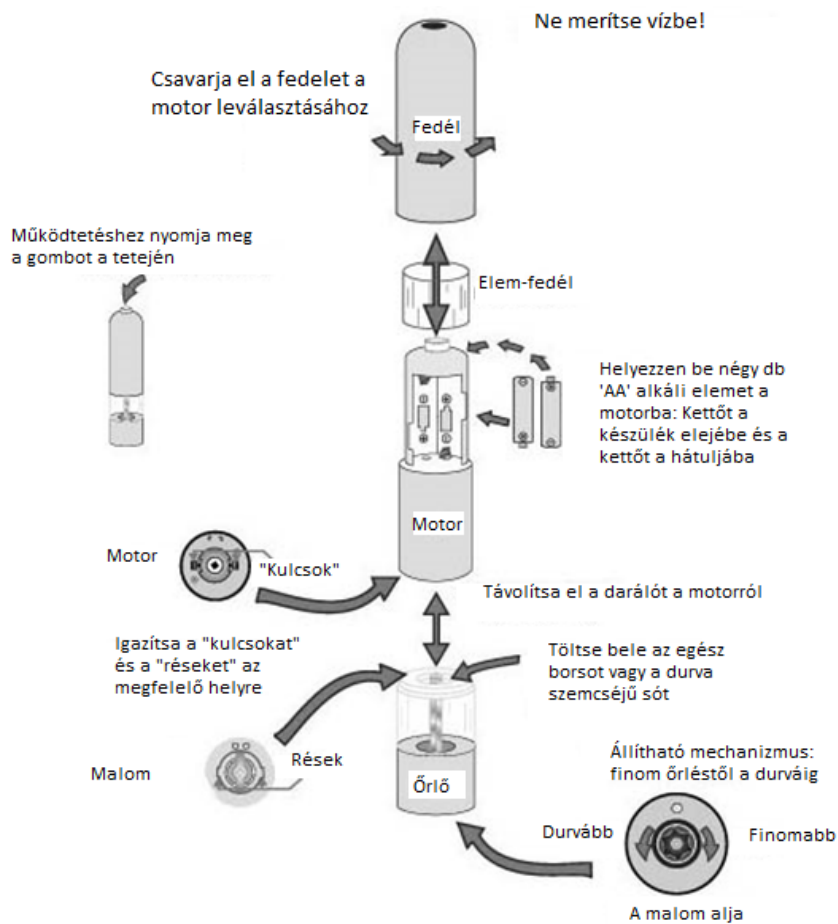 Ne merítse vízbe!
Csavarja el a fedelet a
motor leválasztásához
Fedél
Működtetéshez nyomja meg
a gombot a tetején
Elem-fedél
Helyezzen be négy db
'AA' alkáli elemet a
motorba: Kettőt a
készülék elejébe és a
kettőt a hátuljába
Motor
Motor
"Kulcsok"
Távolítsa el a darálót a motorról
Igazítsa a "kulcsokat"
és a "réseket" az
megfelelő helyre
Töltse bele az egész
borsot vagy a durva
szemcséjű sót
Malom
Rések
Őrlő
Állítható mechanizmus:
finom őrléstől a durváig
Durvább
Finomabb
A malom alja